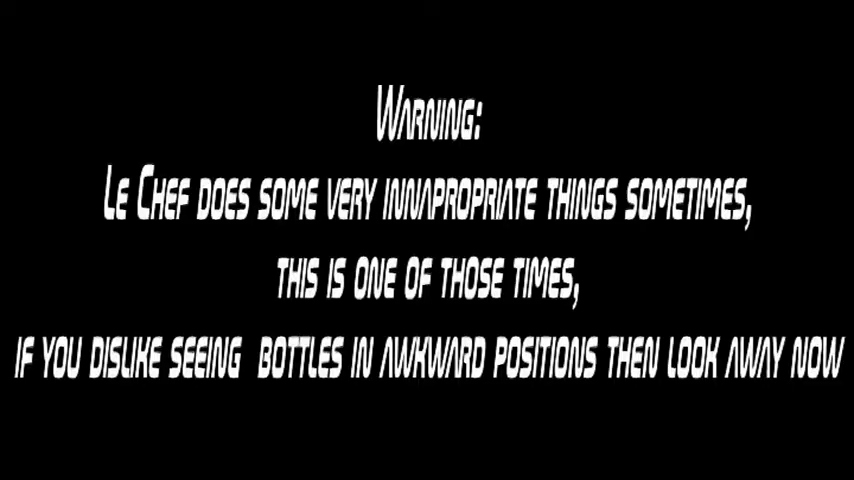 Warning:
Le Chef does some very innapropriate things sometimes,
this is one of those times,
if you dislike seeing  bottles in awkward positions then look away now